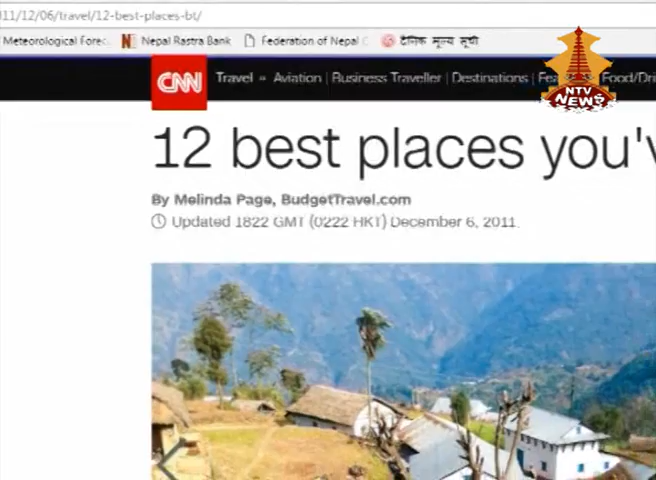 11/12/06/travel/12-best-places-bt/
Meteorological Forec Nepal Rastra Bank Federation of Nepal C दैनिक मूल्य सूची
CNN Travel Aviation | Business Traveller | Destinations | Fea Food/Dri
NTV
NEWS
12 best places you'v
By Melinda Page, BudgetTravel.com
Updated 1822 GMT (0222 HKT) December 6, 2011.